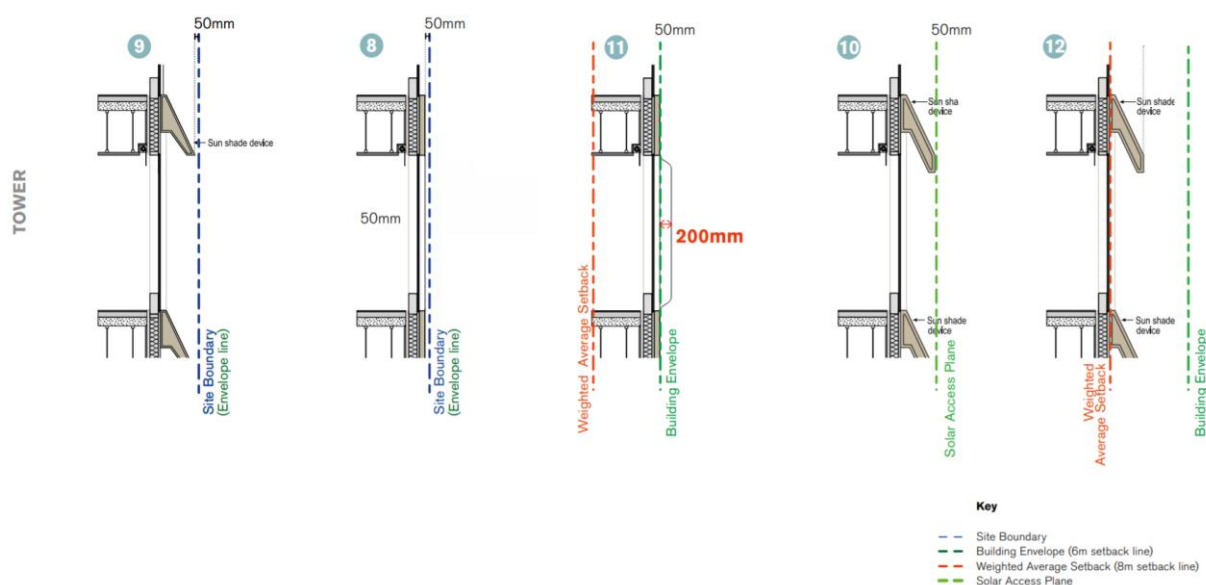 50mm
50mm
50mm
50mm
9
8
11
10
12
TOWER
Sun shade device
50mm
200mm
Sun sha
device
Sun shade
device
Sun shade
device
Sun shade
device
Site Boundary
(Envelope line)
Site Boundary
(Envelope line)
Weighted Average Setback
Building Envelope
Solar Access Plane
Weighted
Average Setback
Building Envelope
Key
Site Boundary
Building Envelope (6m setback line)
Weighted Average Setback (8m setback line)
Solar Access Plane